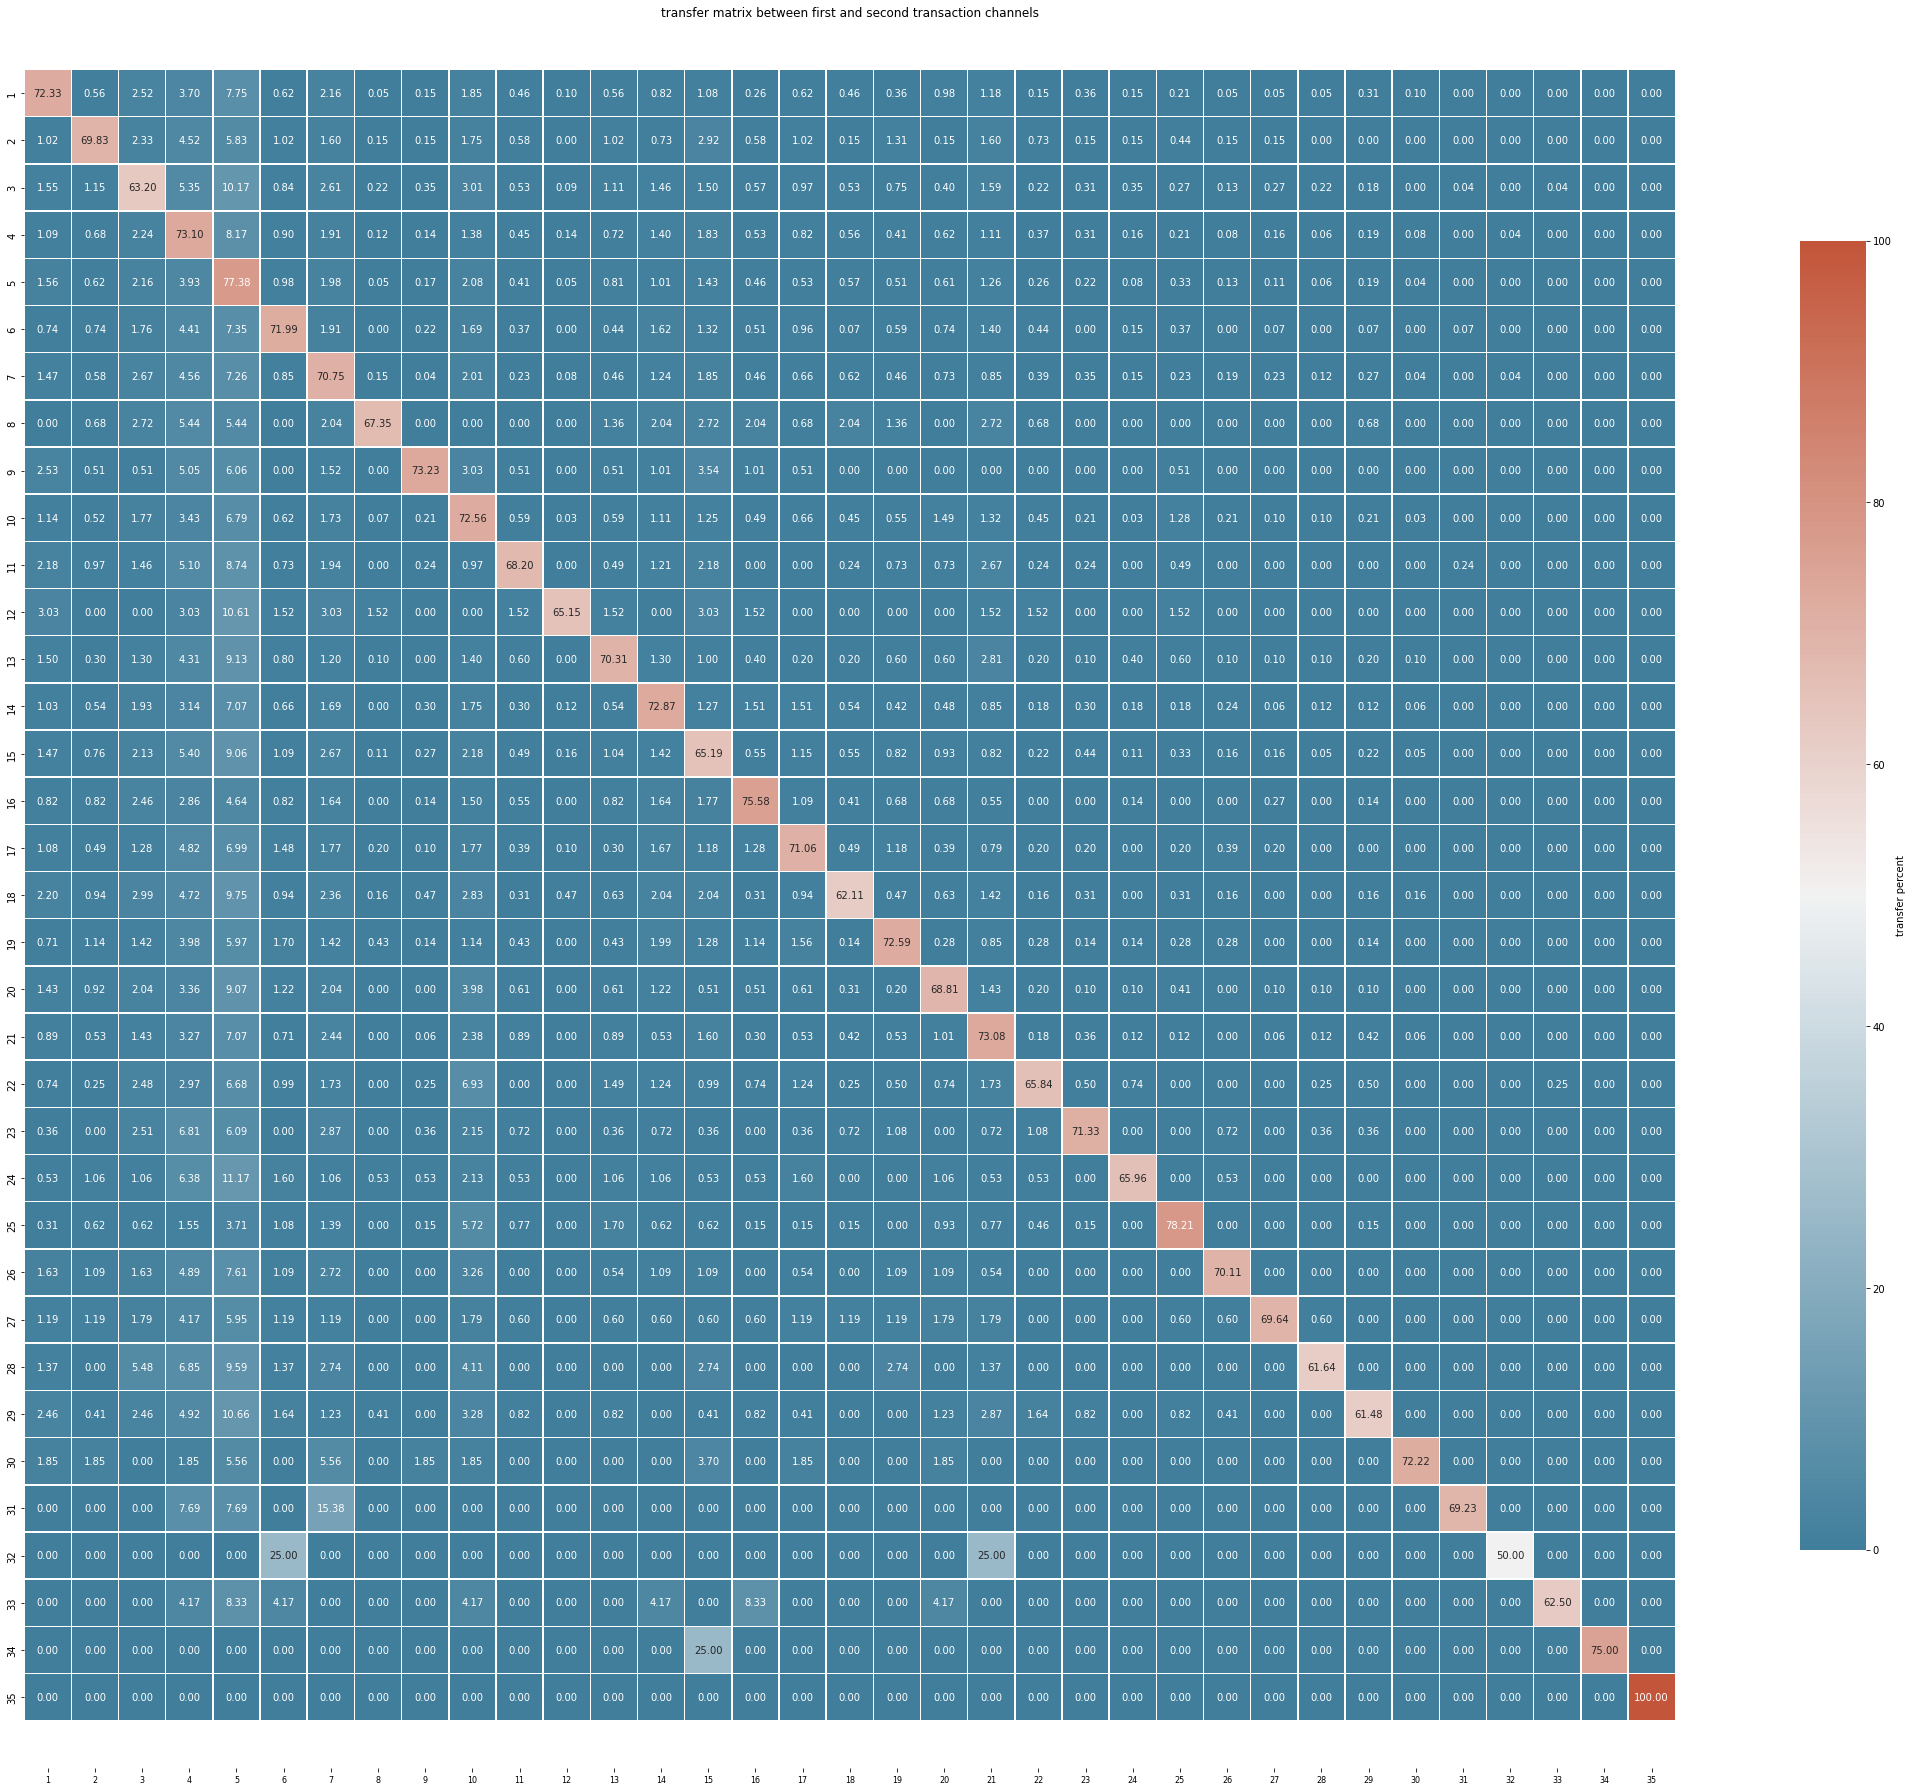 transfer matrix between first and second transaction channels
1 72.33 0.56 2.52 3.70 7.75 0.62 2.16 0.05 0.15 1.85 0.46 0.10 0.56 0.82 1.08 0.26 0.62 0.46 0.36 0.98 1.18 0.15 0.36 0.15 0.21 0.05 0.05 0.05 0.31 0.10 0.00 0.00 0.00 0.00 0.00
2 1.02 69.83 2.33 4.52 5.83 1.02 1.60 0.15 0.15 1.75 0.58 0.00 1.02 0.73 2.92 0.58 1.02 0.15 1.31 0.15 1.60 0.73 0.15 0.15 0.44 0.15 0.15 0.00 0.00 0.00 0.00 0.00 0.00 0.00 0.00
3 1.55 1.15 63.20 5.35 10.17 0.84 2.61 0.22 0.35 3.01 0.53 0.09 1.11 1.46 1.50 0.57 0.97 0.53 0.75 0.40 1.59 0.22 0.31 0.35 0.27 0.13 0.27 0.22 0.18 0.00 0.04 0.00 0.04 0.00 0.00
4 1.09 0.68 2.24 73.10 8.17 0.90 1.91 0.12 0.14 1.38 0.45 0.14 0.72 1.40 1.83 0.53 0.82 0.56 0.41 0.62 1.11 0.37 0.31 0.16 0.21 0.08 0.16 0.06 0.19 0.08 0.00 0.04 0.00 0.00 0.00
5 1.56 0.62 2.16 3.93 77.38 0.98 1.98 0.05 0.17 2.08 0.41 0.05 0.81 1.01 1.43 0.46 0.53 0.57 0.51 0.61 1.26 0.26 0.22 0.08 0.33 0.13 0.11 0.06 0.19 0.04 0.00 0.00 0.00 0.00 0.00
6 0.74 0.74 1.76 4.41 7.35 71.99 1.91 0.00 0.22 1.69 0.37 0.00 0.44 1.62 1.32 0.51 0.96 0.07 0.59 0.74 1.40 0.44 0.00 0.15 0.37 0.00 0.07 0.00 0.07 0.00 0.07 0.00 0.00 0.00 0.00
7 1.47 0.58 2.67 4.56 7.26 0.85 70.75 0.15 0.04 2.01 0.23 0.08 0.46 1.24 1.85 0.46 0.66 0.62 0.46 0.73 0.85 0.39 0.35 0.15 0.23 0.19 0.23 0.12 0.27 0.04 0.00 0.04 0.00 0.00 0.00
8 0.00 0.68 2.72 5.44 5.44 0.00 2.04 67.35 0.00 0.00 0.00 0.00 1.36 2.04 2.72 2.04 0.68 2.04 1.36 0.00 2.72 0.68 0.00 0.00 0.00 0.00 0.00 0.00 0.68 0.00 0.00 0.00 0.00 0.00 0.00
9 2.53 0.51 0.51 5.05 6.06 0.00 1.52 0.00 73.23 3.03 0.51 0.00 0.51 1.01 3.54 1.01 0.51 0.00 0.00 0.00 0.00 0.00 0.00 0.00 0.51 0.00 0.00 0.00 0.00 0.00 0.00 0.00 0.00 0.00 0.00
10 1.14 0.52 1.77 3.43 6.79 0.62 1.73 0.07 0.21 72.56 0.59 0.03 0.59 1.11 1.25 0.49 0.66 0.45 0.55 1.49 1.32 0.45 0.21 0.03 1.28 0.21 0.10 0.10 0.21 0.03 0.00 0.00 0.00 0.00 0.00
11 2.18 0.97 1.46 5.10 8.74 0.73 1.94 0.00 0.24 0.97 68.20 0.00 0.49 1.21 2.18 0.00 0.00 0.24 0.73 0.73 2.67 0.24 0.24 0.00 0.49 0.00 0.00 0.00 0.00 0.00 0.24 0.00 0.00 0.00 0.00
12 3.03 0.00 0.00 3.03 10.61 1.52 3.03 1.52 0.00 0.00 1.52 65.15 1.52 0.00 3.03 1.52 0.00 0.00 0.00 0.00 1.52 1.52 0.00 0.00 1.52 0.00 0.00 0.00 0.00 0.00 0.00 0.00 0.00 0.00 0.00
13 1.50 0.30 1.30 4.31 9.13 0.80 1.20 0.10 0.00 1.40 0.60 0.00 70.31 1.30 1.00 0.40 0.20 0.20 0.60 0.60 2.81 0.20 0.10 0.40 0.60 0.10 0.10 0.10 0.20 0.10 0.00 0.00 0.00 0.00 0.00
14 1.03 0.54 1.93 3.14 7.07 0.66 1.69 0.00 0.30 1.75 0.30 0.12 0.54 72.87 1.27 1.51 1.51 0.54 0.42 0.48 0.85 0.18 0.30 0.18 0.18 0.24 0.06 0.12 0.12 0.06 0.00 0.00 0.00 0.00 0.00
15 1.47 0.76 2.13 5.40 9.06 1.09 2.67 0.11 0.27 2.18 0.49 0.16 1.04 1.42 65.19 0.55 1.15 0.55 0.82 0.93 0.82 0.22 0.44 0.11 0.33 0.16 0.16 0.05 0.22 0.05 0.00 0.00 0.00 0.00 0.00
16 0.82 0.82 2.46 2.86 4.64 0.82 1.64 0.00 0.14 1.50 0.55 0.00 0.82 1.64 1.77 75.58 1.09 0.41 0.68 0.68 0.55 0.00 0.00 0.14 0.00 0.00 0.27 0.00 0.14 0.00 0.00 0.00 0.00 0.00 0.00
17 1.08 0.49 1.28 4.82 6.99 1.48 1.77 0.20 0.10 1.77 0.39 0.10 0.30 1.67 1.18 1.28 71.06 0.49 1.18 0.39 0.79 0.20 0.20 0.00 0.20 0.39 0.20 0.00 0.00 0.00 0.00 0.00 0.00 0.00 0.00
18 2.20 0.94 2.99 4.72 9.75 0.94 2.36 0.16 0.47 2.83 0.31 0.47 0.63 2.04 2.04 0.31 0.94 62.11 0.47 0.63 1.42 0.16 0.31 0.00 0.31 0.16 0.00 0.00 0.16 0.16 0.00 0.00 0.00 0.00 0.00
19 0.71 1.14 1.42 3.98 5.97 1.70 1.42 0.43 0.14 1.14 0.43 0.00 0.43 1.99 1.28 1.14 1.56 0.14 72.59 0.28 0.85 0.28 0.14 0.14 0.28 0.28 0.00 0.00 0.14 0.00 0.00 0.00 0.00 0.00 0.00
20 1.43 0.92 2.04 3.36 9.07 1.22 2.04 0.00 0.00 3.98 0.61 0.00 0.61 1.22 0.51 0.51 0.61 0.31 0.20 68.81 1.43 0.20 0.10 0.10 0.41 0.00 0.10 0.10 0.10 0.00 0.00 0.00 0.00 0.00 0.00
21 0.89 0.53 1.43 3.27 7.07 0.71 2.44 0.00 0.06 2.38 0.89 0.00 0.89 0.53 1.60 0.30 0.53 0.42 0.53 1.01 73.08 0.18 0.36 0.12 0.12 0.00 0.06 0.12 0.42 0.06 0.00 0.00 0.00 0.00 0.00
22 0.74 0.25 2.48 2.97 6.68 0.99 1.73 0.00 0.25 6.93 0.00 0.00 1.49 1.24 0.99 0.74 1.24 0.25 0.50 0.74 1.73 65.84 0.50 0.74 0.00 0.00 0.00 0.25 0.50 0.00 0.00 0.00 0.25 0.00 0.00
23 0.36 0.00 2.51 6.81 6.09 0.00 2.87 0.00 0.36 2.15 0.72 0.00 0.36 0.72 0.36 0.00 0.36 0.72 1.08 0.00 0.72 1.08 71.33 0.00 0.00 0.72 0.00 0.36 0.36 0.00 0.00 0.00 0.00 0.00 0.00
24 0.53 1.06 1.06 6.38 11.17 1.60 1.06 0.53 0.53 2.13 0.53 0.00 1.06 1.06 0.53 0.53 1.60 0.00 0.00 1.06 0.53 0.53 0.00 65.96 0.00 0.53 0.00 0.00 0.00 0.00 0.00 0.00 0.00 0.00 0.00
25 0.31 0.62 0.62 1.55 3.71 1.08 1.39 0.00 0.15 5.72 0.77 0.00 1.70 0.62 0.62 0.15 0.15 0.15 0.00 0.93 0.77 0.46 0.15 0.00 78.21 0.00 0.00 0.00 0.15 0.00 0.00 0.00 0.00 0.00 0.00
26 1.63 1.09 1.63 4.89 7.61 1.09 2.72 0.00 0.00 3.26 0.00 0.00 0.54 1.09 1.09 0.00 0.54 0.00 1.09 1.09 0.54 0.00 0.00 0.00 0.00 70.11 0.00 0.00 0.00 0.00 0.00 0.00 0.00 0.00 0.00
27 1.19 1.19 1.79 4.17 5.95 1.19 1.19 0.00 0.00 1.79 0.60 0.00 0.60 0.60 0.60 0.60 1.19 1.19 1.19 1.79 1.79 0.00 0.00 0.00 0.60 0.60 69.64 0.60 0.00 0.00 0.00 0.00 0.00 0.00 0.00
28 1.37 0.00 5.48 6.85 9.59 1.37 2.74 0.00 0.00 4.11 0.00 0.00 0.00 0.00 2.74 0.00 0.00 0.00 2.74 0.00 1.37 0.00 0.00 0.00 0.00 0.00 0.00 61.64 0.00 0.00 0.00 0.00 0.00 0.00 0.00
29 2.46 0.41 2.46 4.92 10.66 1.64 1.23 0.41 0.00 3.28 0.82 0.00 0.82 0.00 0.41 0.82 0.41 0.00 0.00 1.23 2.87 1.64 0.82 0.00 0.82 0.41 0.00 0.00 61.48 0.00 0.00 0.00 0.00 0.00 0.00
30 1.85 1.85 0.00 1.85 5.56 0.00 5.56 0.00 1.85 1.85 0.00 0.00 0.00 0.00 3.70 0.00 1.85 0.00 0.00 1.85 0.00 0.00 0.00 0.00 0.00 0.00 0.00 0.00 0.00 72.22 0.00 0.00 0.00 0.00 0.00
31 0.00 0.00 0.00 7.69 7.69 0.00 15.38 0.00 0.00 0.00 0.00 0.00 0.00 0.00 0.00 0.00 0.00 0.00 0.00 0.00 0.00 0.00 0.00 0.00 0.00 0.00 0.00 0.00 0.00 0.00 69.23 0.00 0.00 0.00 0.00
32 0.00 0.00 0.00 0.00 0.00 25.00 0.00 0.00 0.00 0.00 0.00 0.00 0.00 0.00 0.00 0.00 0.00 0.00 0.00 0.00 25.00 0.00 0.00 0.00 0.00 0.00 0.00 0.00 0.00 0.00 0.00 50.00 0.00 0.00 0.00
33 0.00 0.00 0.00 4.17 8.33 4.17 0.00 0.00 0.00 4.17 0.00 0.00 0.00 4.17 0.00 8.33 0.00 0.00 0.00 4.17 0.00 0.00 0.00 0.00 0.00 0.00 0.00 0.00 0.00 0.00 0.00 0.00 62.50 0.00 0.00
34 0.00 0.00 0.00 0.00 0.00 0.00 0.00 0.00 0.00 0.00 0.00 0.00 0.00 0.00 25.00 0.00 0.00 0.00 0.00 0.00 0.00 0.00 0.00 0.00 0.00 0.00 0.00 0.00 0.00 0.00 0.00 0.00 0.00 75.00 0.00
35 0.00 0.00 0.00 0.00 0.00 0.00 0.00 0.00 0.00 0.00 0.00 0.00 0.00 0.00 0.00 0.00 0.00 0.00 0.00 0.00 0.00 0.00 0.00 0.00 0.00 0.00 0.00 0.00 0.00 0.00 0.00 0.00 0.00 0.00 100.00
1 2 3 4 5 6 7 8 9 10 11 12 13 14 15 16 17 18 19 20 21 22 23 24 25 26 27 28 29 30 31 32 33 34 35
100
80
60
40
20
0
transfer percent